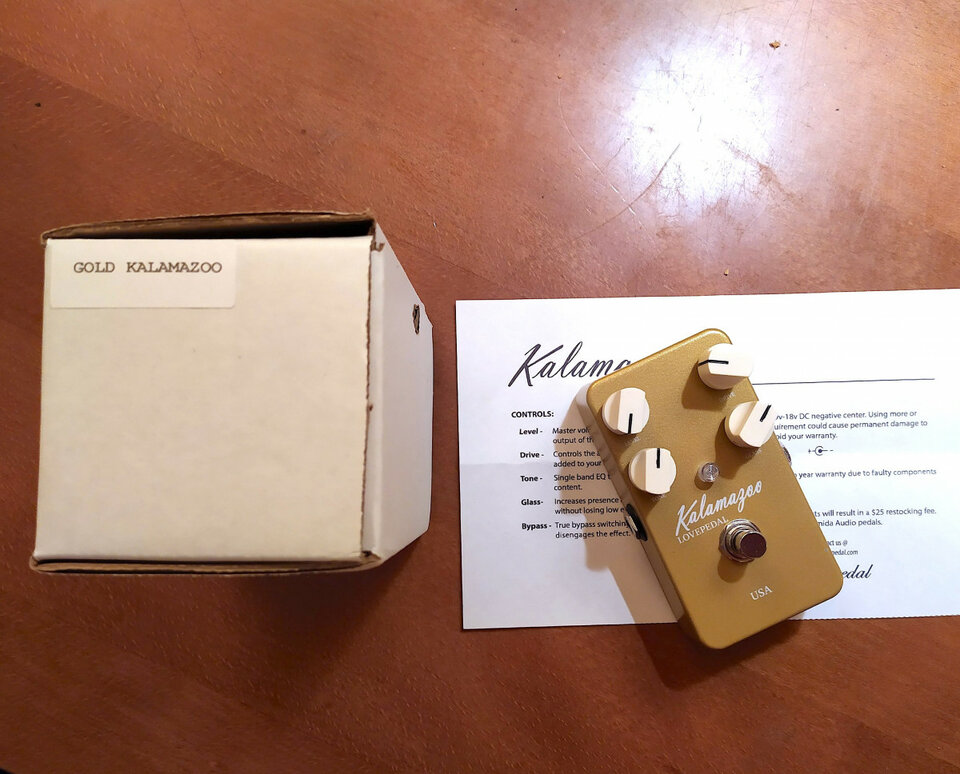 GOLD KALAMAZOO
Kalama
CONTROLS:
Level - Master vol
output of th
Drive - Controls the a
added to your
Tone - Single band EQ t
content.
Glass- Increases presence
without losing low e
Bypass - True bypass switching
disengages the effect.
9v-18v DC negative center. Using more or
uirement could cause permanent damage to
oid your warranty.
year warranty due to faulty components
ts will result in a $25 restocking fee.
mida Audio pedals.
act us @
pedal.com
edal
Kalamazoo
LOVEPEDAL
USA